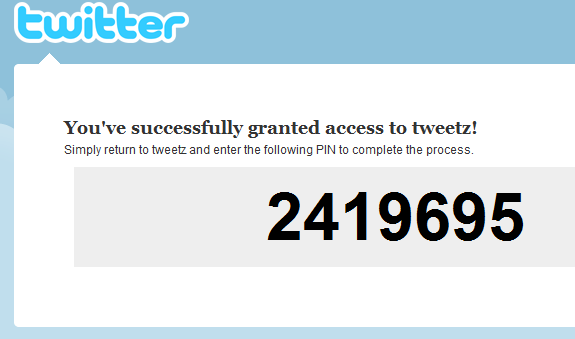 twitter
You've successfully granted access to tweetz!
Simply return to tweetz and enter the following PIN to complete the process.
2419695